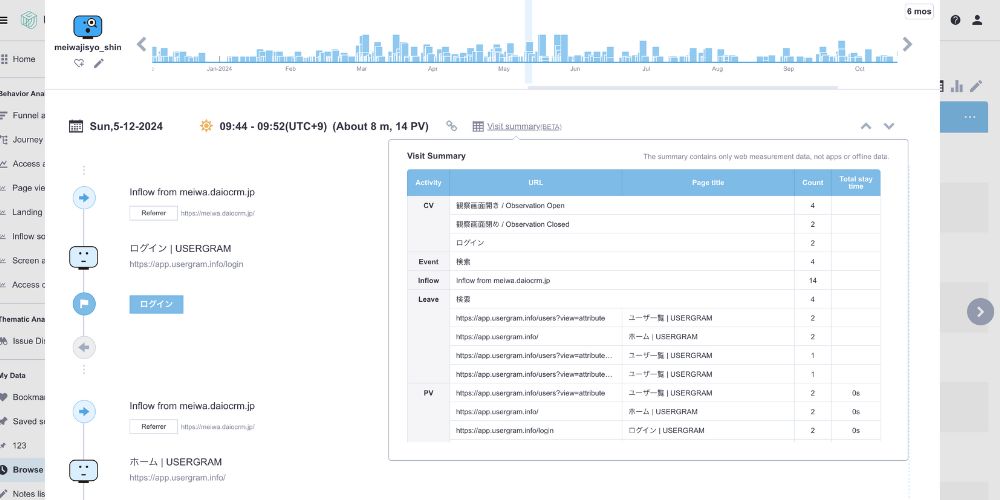 6 mos
meiwajisyo_shin
Jan-2024 Feb Mar Apr May Jun Jul Aug Sep Oct
Home
Behavior Ana
Funnel a
Journey
Access a
Page vie
Landing
Inflow so
Screen a
Access c
Thematic Ana
Issue Dis
My Data
Bookmar
Saved s
123
Browse
Notes lis
Sun,5-12-2024
09:44 - 09:52(UTC+9) (About 8 m, 14 PV)
Visit summary(BETA)
Inflow from meiwa.daiocrm.jp
Referrer https://meiwa.daiocrm.jp/
ログイン | USERGRAM
https://app.usergram.info/login
ログイン
Inflow from meiwa.daiocrm.jp
Referrer https://meiwa.daiocrm.jp/
ホーム | USERGRAM
https://app.usergram.info/
Visit Summary
The summary contains only web measurement data, not apps or offline data.
Activity URL Page title Count Total stay time
CV 観察画面開き / Observation Open 4
観察画面閉め / Observation Closed 2
ログイン 2
Event 検索 4
Inflow Inflow from meiwa.daiocrm.jp 14
Leave 検索 4
https://app.usergram.info/users?view=attribute ユーザ一覧 | USERGRAM 2
https://app.usergram.info/ ホーム | USERGRAM 2
https://app.usergram.info/users?view=attribute... ユーザ一覧 | USERGRAM 1
https://app.usergram.info/users?view=attribute... ユーザ一覧 | USERGRAM 1
PV https://app.usergram.info/users?view=attribute ユーザ一覧 | USERGRAM 2 0s
https://app.usergram.info/ ホーム | USERGRAM 2 0s
https://app.usergram.info/login ログイン | USERGRAM 2 0s